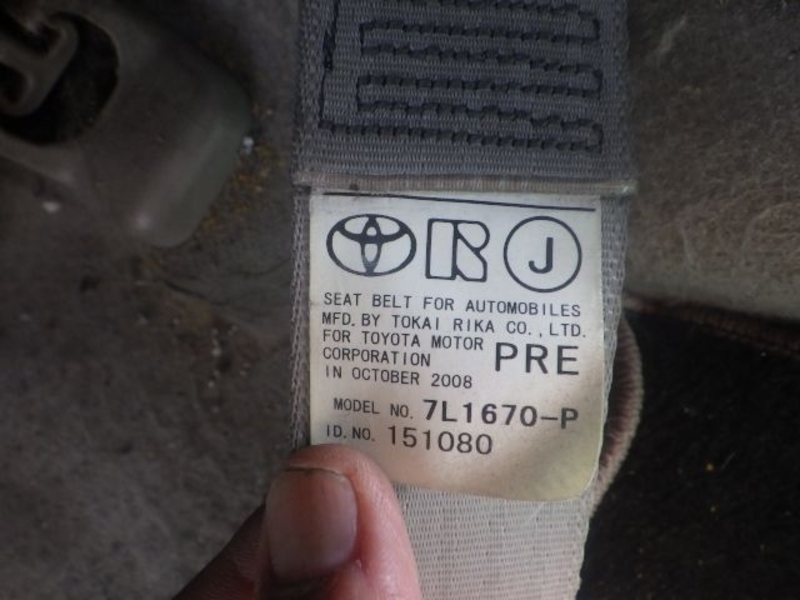 R J
SEAT BELT FOR AUTOMOBILES
MFD. BY TOKAI RIKA CO., LTD.
FOR TOYOTA MOTOR
CORPORATION PRE
IN OCTOBER 2008
MODEL NO. 7L1670-P
ID. NO. 151080